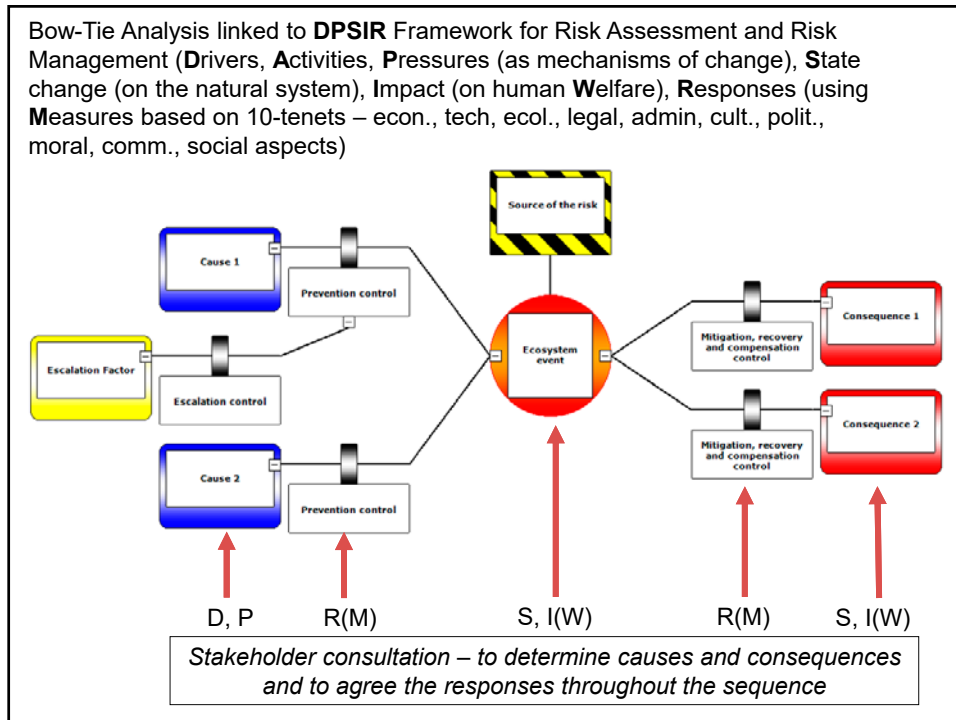 Bow-Tie Analysis linked to DPSIR Framework for Risk Assessment and Risk
Management (Drivers, Activities, Pressures (as mechanisms of change), State
change (on the natural system), Impact (on human Welfare), Responses (using
Measures based on 10-tenets – econ., tech, ecol., legal, admin, cult., polit.,
moral, comm., social aspects)
Source of the risk
Cause 1
Prevention control
Escalation Factor
Escalation control
Cause 2
Prevention control
Ecosystem
event
Mitigation, recovery
and compensation
control
Consequence 1
Mitigation, recovery
and compensation
control
Consequence 2
D, P
R(M)
S, I(W)
R(M)
S, I(W)
Stakeholder consultation – to determine causes and consequences
and to agree the responses throughout the sequence